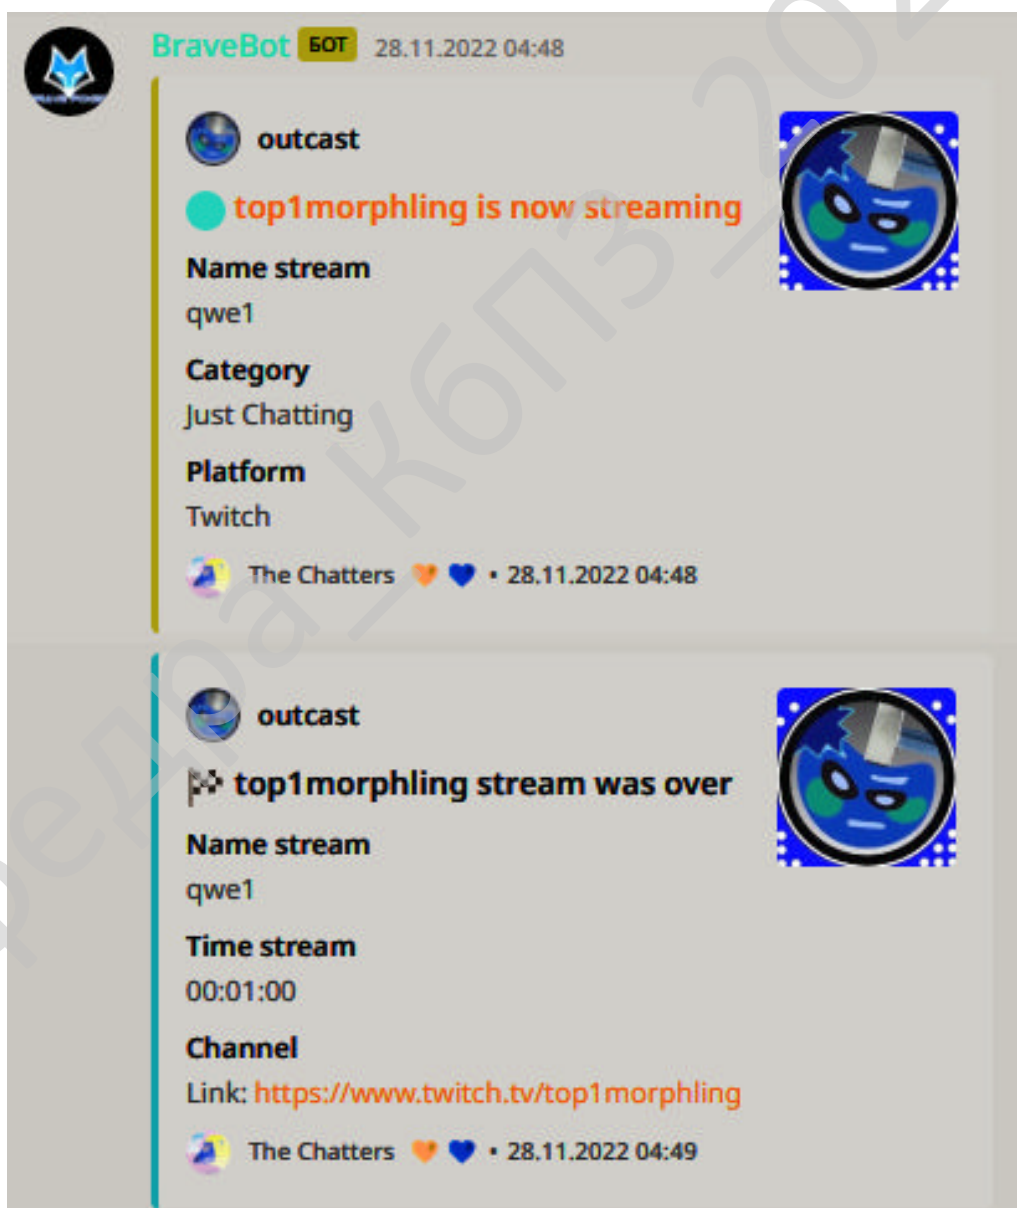 BraveBot БОТ 28.11.2022 04:48
outcast
top1morphling is now streaming
Name stream
qwe1
Category
Just Chatting
Platform
Twitch
The Chatters 🧡 💙 • 28.11.2022 04:48
outcast
top1morphling stream was over
Name stream
qwe1
Time stream
00:01:00
Channel
Link: https://www.twitch.tv/top1morphling
The Chatters 🧡 💙 • 28.11.2022 04:49